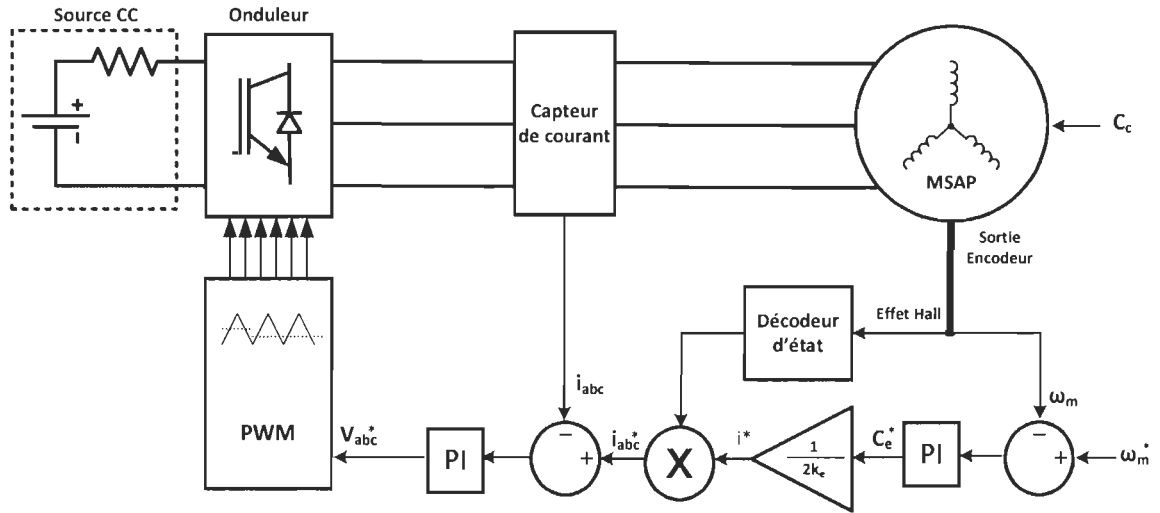 Source CC
Onduleur
+
-
Capteur
de courant
MSAP
C_c
Sortie
Encodeur
Effet Hall
Décodeur
d'état
i_abc
ω_m
PWM
V_abc*
PI
-
+
i_abc*
X
i*
1
2k_e
C_e*
PI
-
+
ω_m*